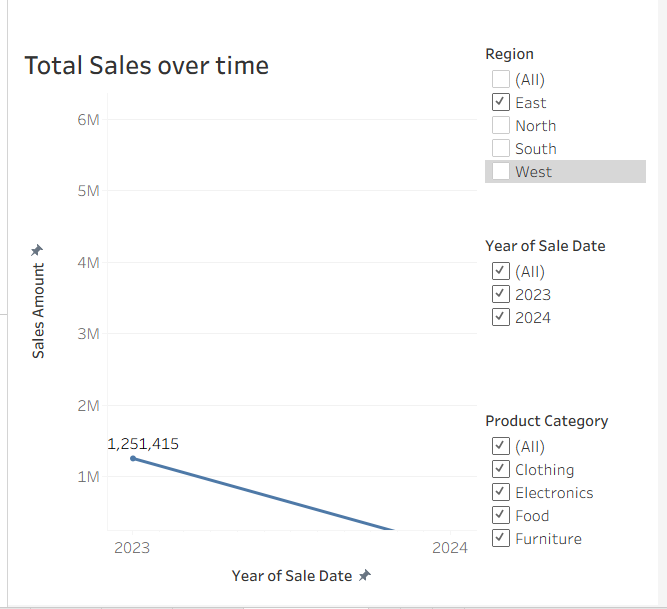 Total Sales over time
6M
5M
4M
3M
2M
1M
Sales Amount
1,251,415
2023
2024
Year of Sale Date
Region
(All)
East
North
South
West
Year of Sale Date
(All)
2023
2024
Product Category
(All)
Clothing
Electronics
Food
Furniture